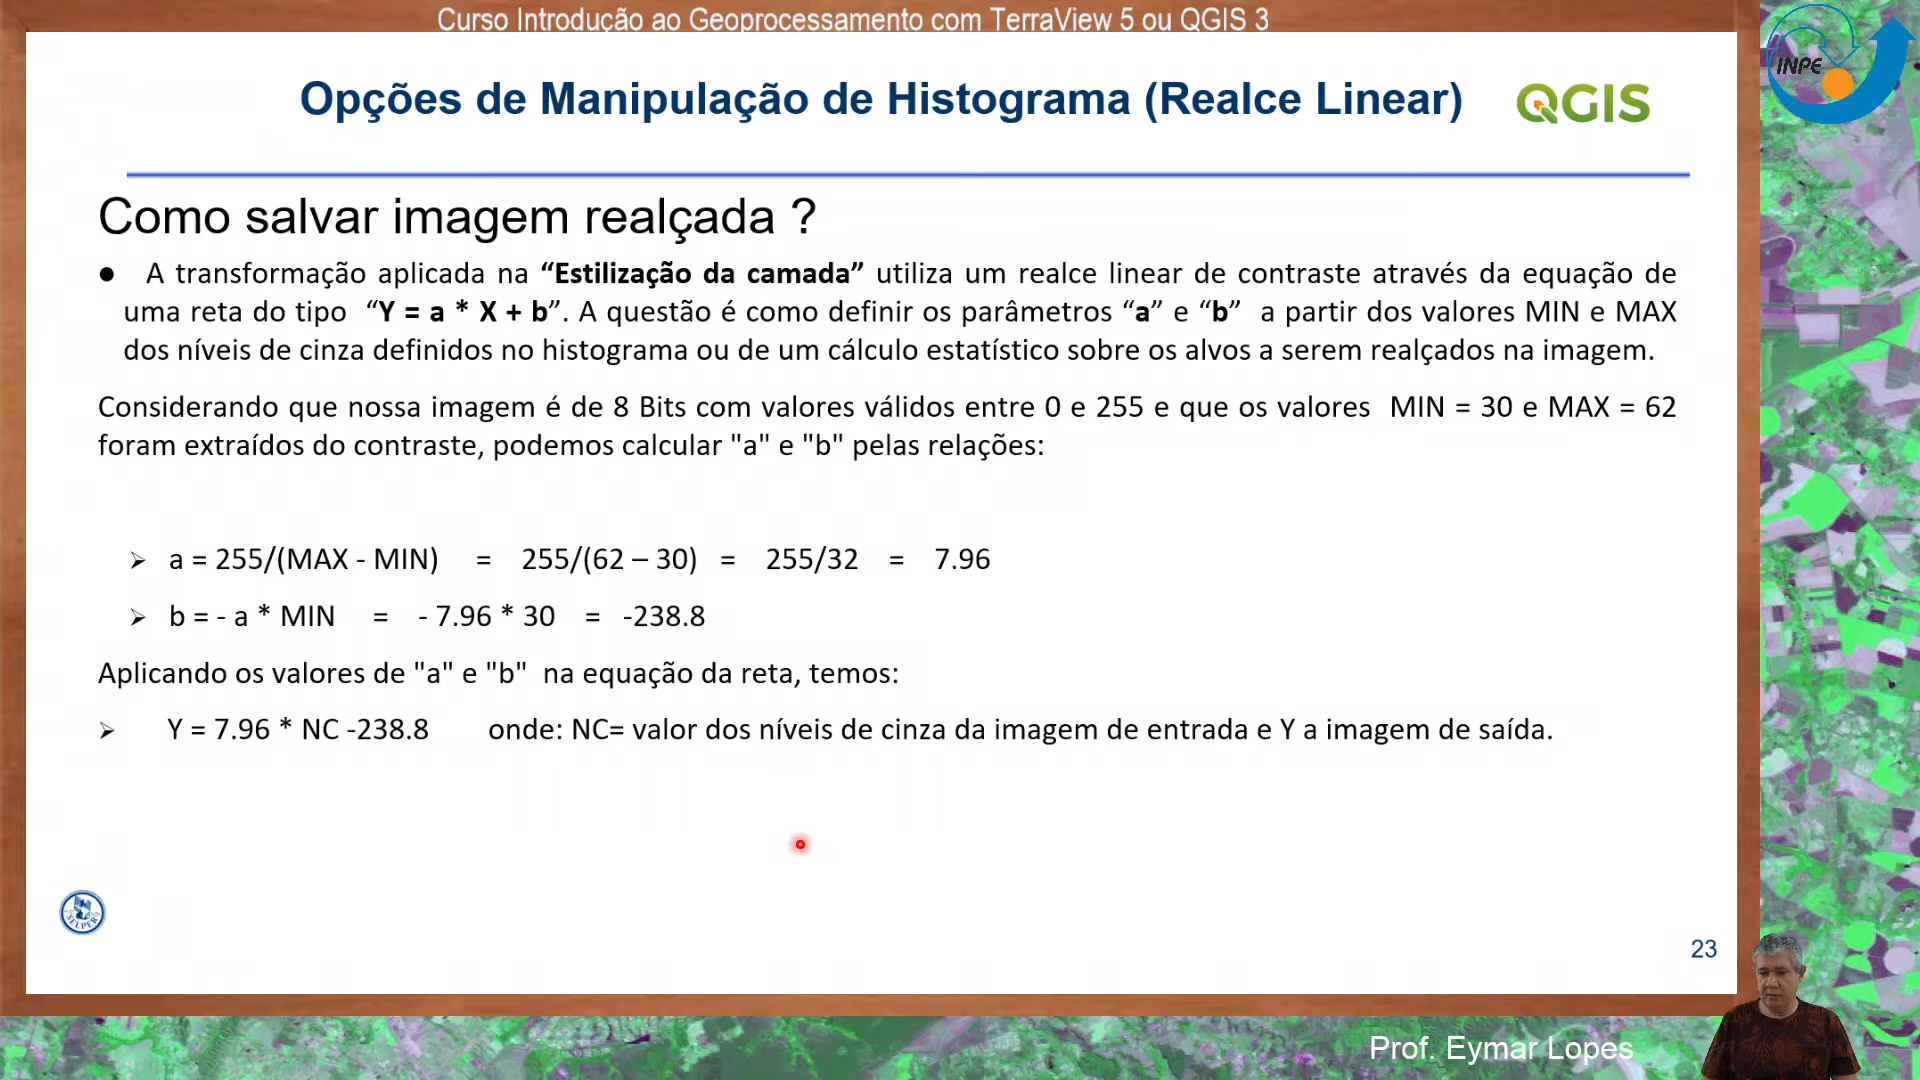 Curso Introdução ao Geoprocessamento com TerraView 5 ou QGIS 3
INPE
Opções de Manipulação de Histograma (Realce Linear)
QGIS
Como salvar imagem realçada ?
● A transformação aplicada na “Estilização da camada” utiliza um realce linear de contraste através da equação de
uma reta do tipo “Y = a * X + b”. A questão é como definir os parâmetros “a” e “b” a partir dos valores MIN e MAX
dos níveis de cinza definidos no histograma ou de um cálculo estatístico sobre os alvos a serem realçados na imagem.
Considerando que nossa imagem é de 8 Bits com valores válidos entre 0 e 255 e que os valores MIN = 30 e MAX = 62
foram extraídos do contraste, podemos calcular "a" e "b" pelas relações:
➢ a = 255/(MAX - MIN) = 255/(62 – 30) = 255/32 = 7.96
➢ b = - a * MIN = - 7.96 * 30 = -238.8
Aplicando os valores de "a" e "b" na equação da reta, temos:
➢ Y = 7.96 * NC -238.8 onde: NC= valor dos níveis de cinza da imagem de entrada e Y a imagem de saída.
SELPER
23
Prof. Eymar Lopes